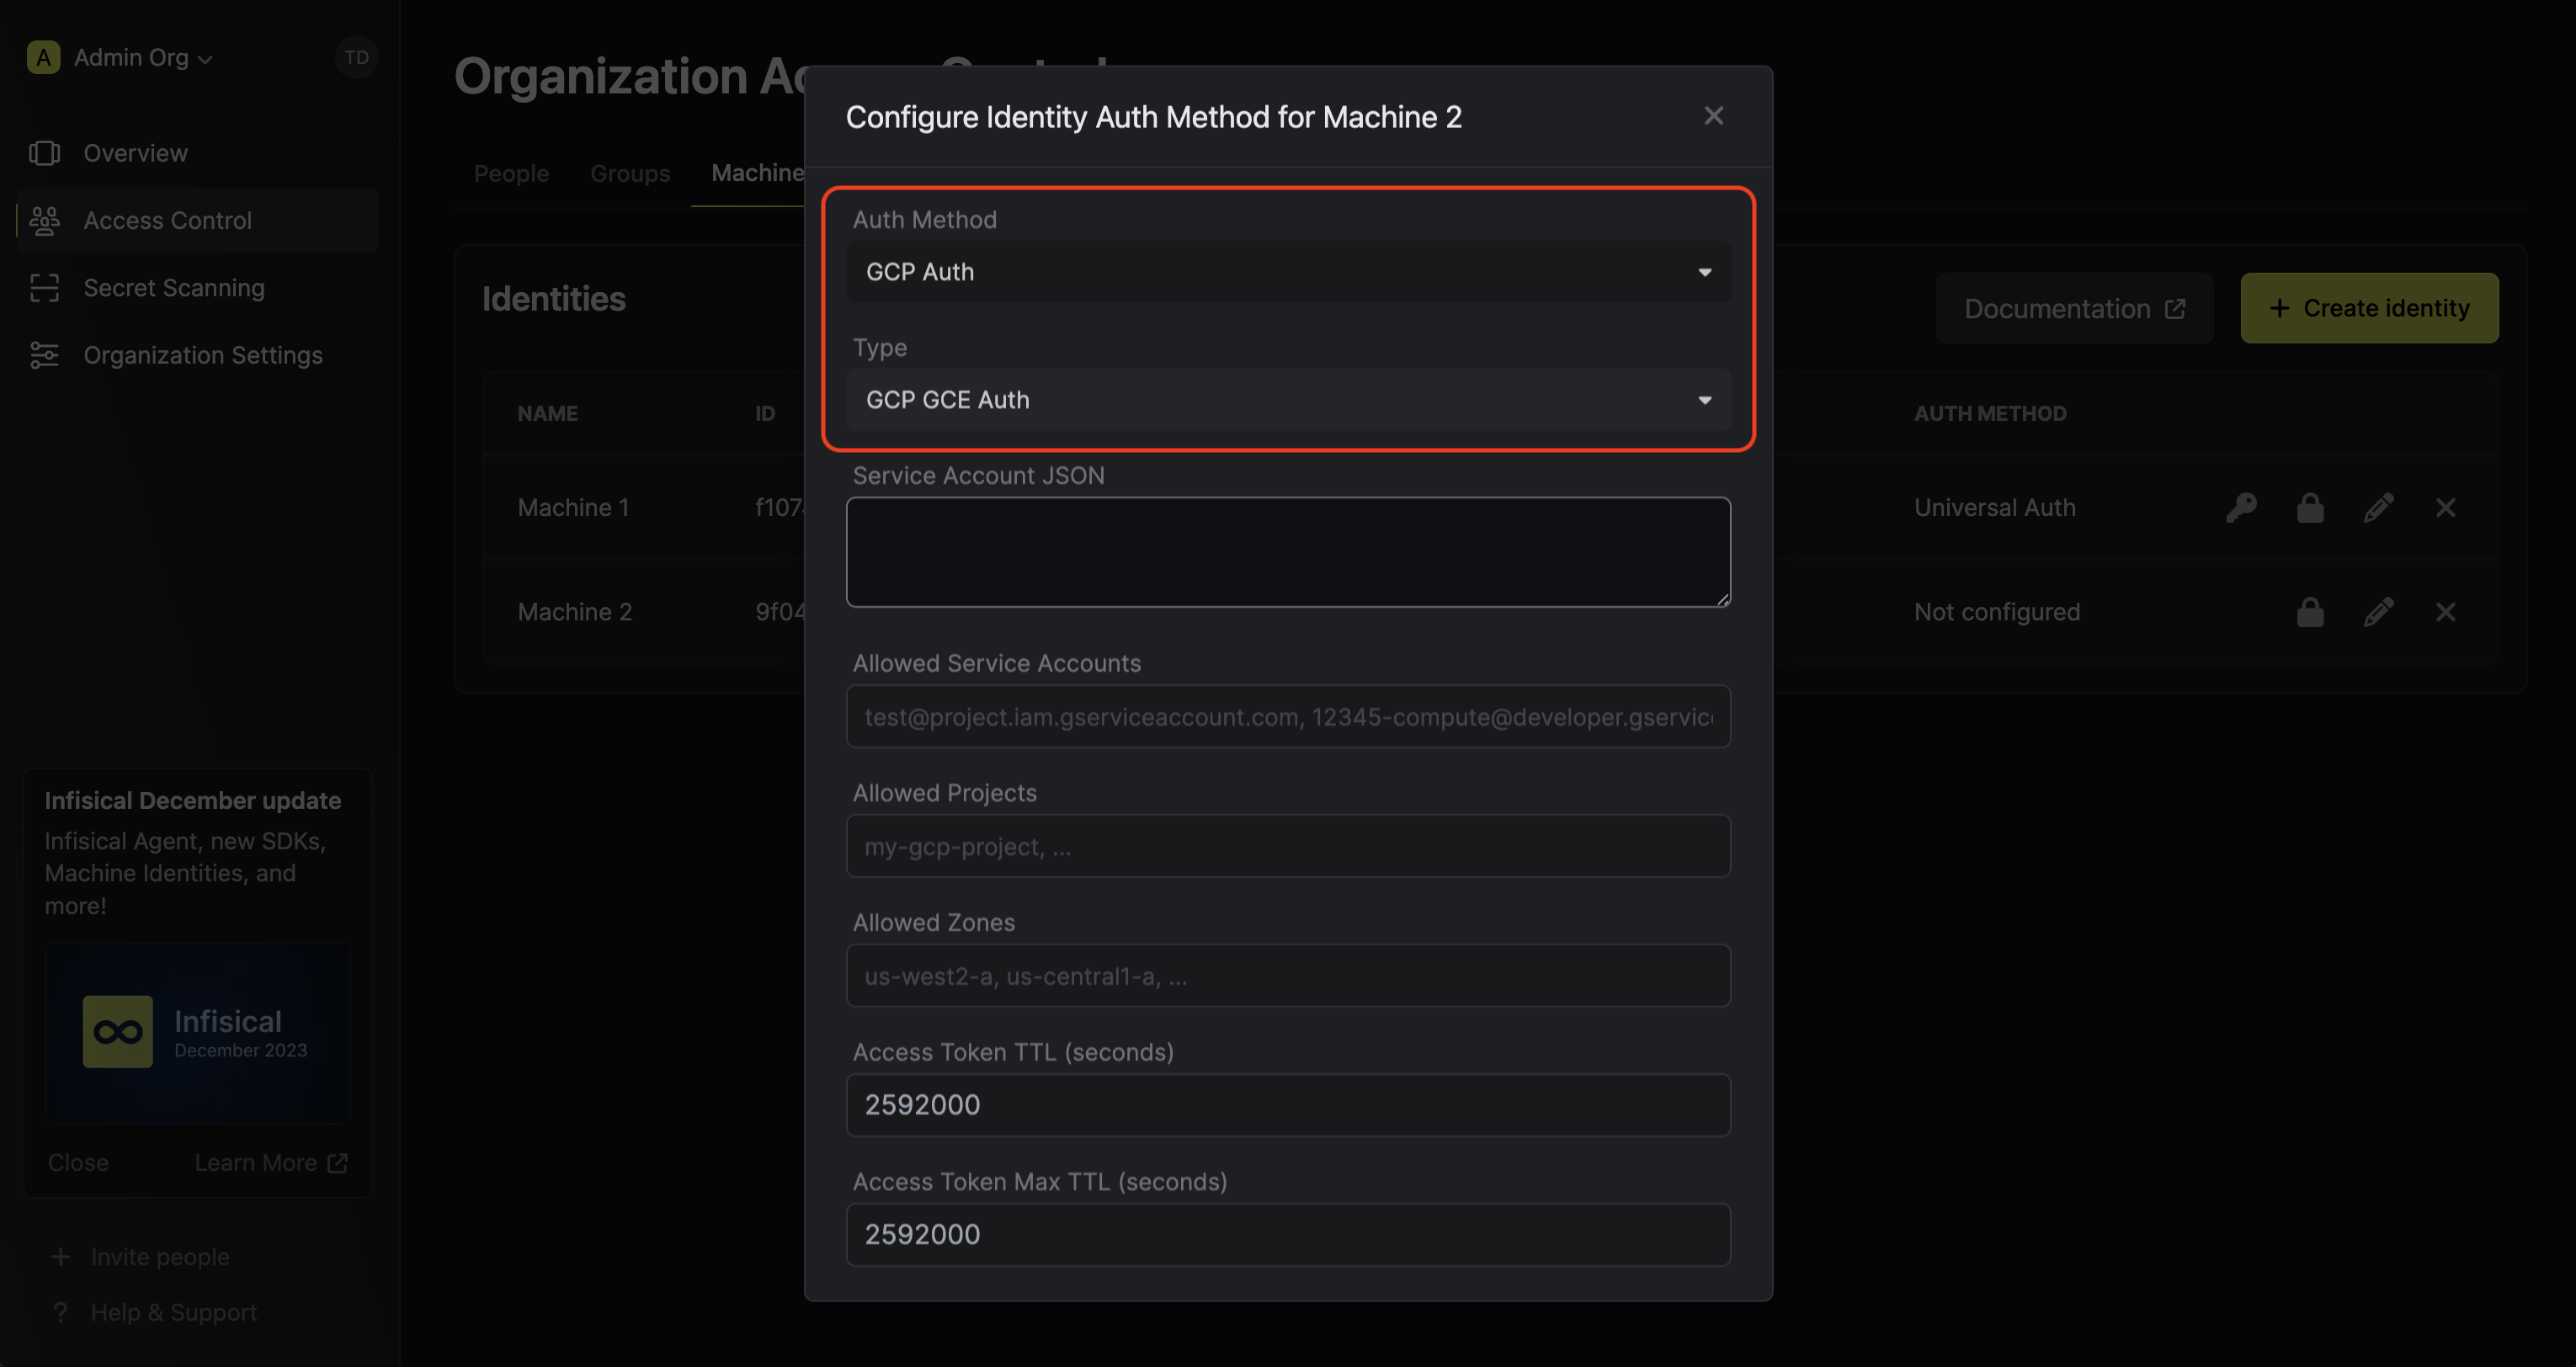 A Admin Org
TD
Overview
Access Control
Secret Scanning
Organization Settings
Infisical December update
Infisical Agent, new SDKs,
Machine Identities, and
more!
Infisical
December 2023
Close
Learn More
+ Invite people
? Help & Support
Organization
People
Groups
Machine
Identities
Documentation
+ Create identity
NAME
ID
AUTH METHOD
Machine 1
f107
Universal Auth
Machine 2
9f04
Not configured
Configure Identity Auth Method for Machine 2
Auth Method
GCP Auth
Type
GCP GCE Auth
Service Account JSON
Allowed Service Accounts
test@project.iam.gserviceaccount.com, 12345-compute@developer.gservic
Allowed Projects
my-gcp-project, ...
Allowed Zones
us-west2-a, us-central1-a, ...
Access Token TTL (seconds)
2592000
Access Token Max TTL (seconds)
2592000